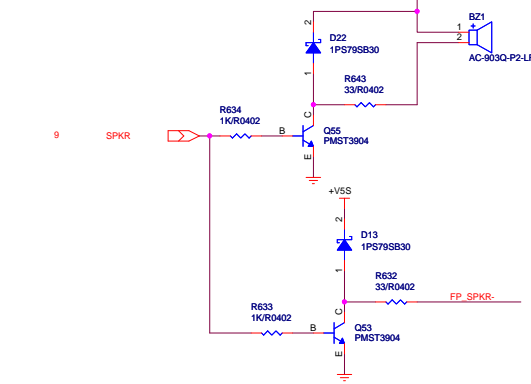 BZ1
2
1
+
2
AC-903Q-P2-LF
D22
1PS79SB30
1
R643
33/R0402
C
R634
1K/R0402
9
SPKR
B
Q55
PMST3904
E
+V5S
2
D13
1PS79SB30
1
R632
33/R0402
FP_SPKR-
C
R633
1K/R0402
B
Q53
PMST3904
E